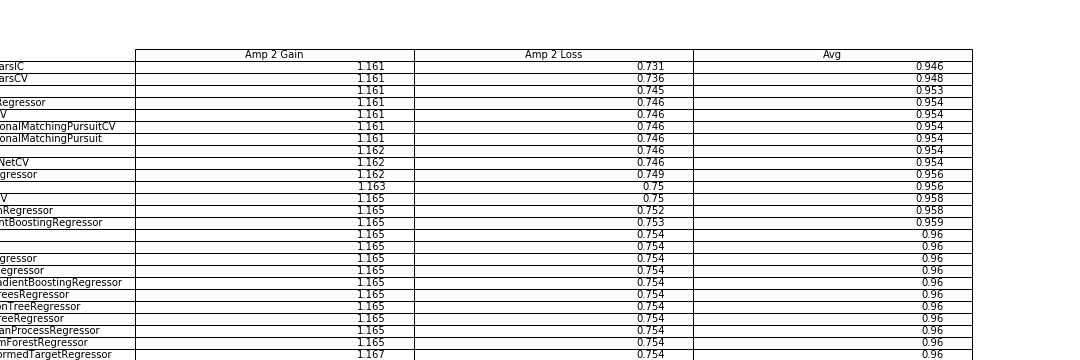 Amp 2 Gain Amp 2 Loss Avg
arsIC 1.161 0.731 0.946
arsCV 1.161 0.736 0.948
1.161 0.745 0.953
Regressor 1.161 0.746 0.954
V 1.161 0.746 0.954
onalMatchingPursuitCV 1.161 0.746 0.954
onalMatchingPursuit 1.161 0.746 0.954
1.162 0.746 0.954
NetCV 1.162 0.746 0.954
gressor 1.162 0.749 0.956
1.163 0.75 0.956
V 1.165 0.75 0.958
nRegressor 1.165 0.752 0.958
ntBoostingRegressor 1.165 0.753 0.959
1.165 0.754 0.96
1.165 0.754 0.96
gressor 1.165 0.754 0.96
egressor 1.165 0.754 0.96
adientBoostingRegressor 1.165 0.754 0.96
reesRegressor 1.165 0.754 0.96
onTreeRegressor 1.165 0.754 0.96
reeRegressor 1.165 0.754 0.96
anProcessRegressor 1.165 0.754 0.96
mForestRegressor 1.165 0.754 0.96
ormedTargetRegressor 1.167 0.754 0.96